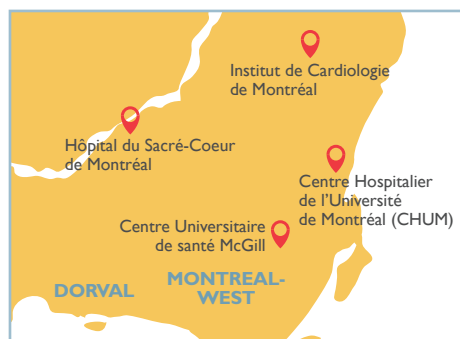 Institut de Cardiologie
de Montréal
Hôpital du Sacré-Coeur
de Montréal
Centre Hospitalier
de l'Université
de Montréal (CHUM)
Centre Universitaire
de santé McGill
DORVAL
MONTREAL-
WEST